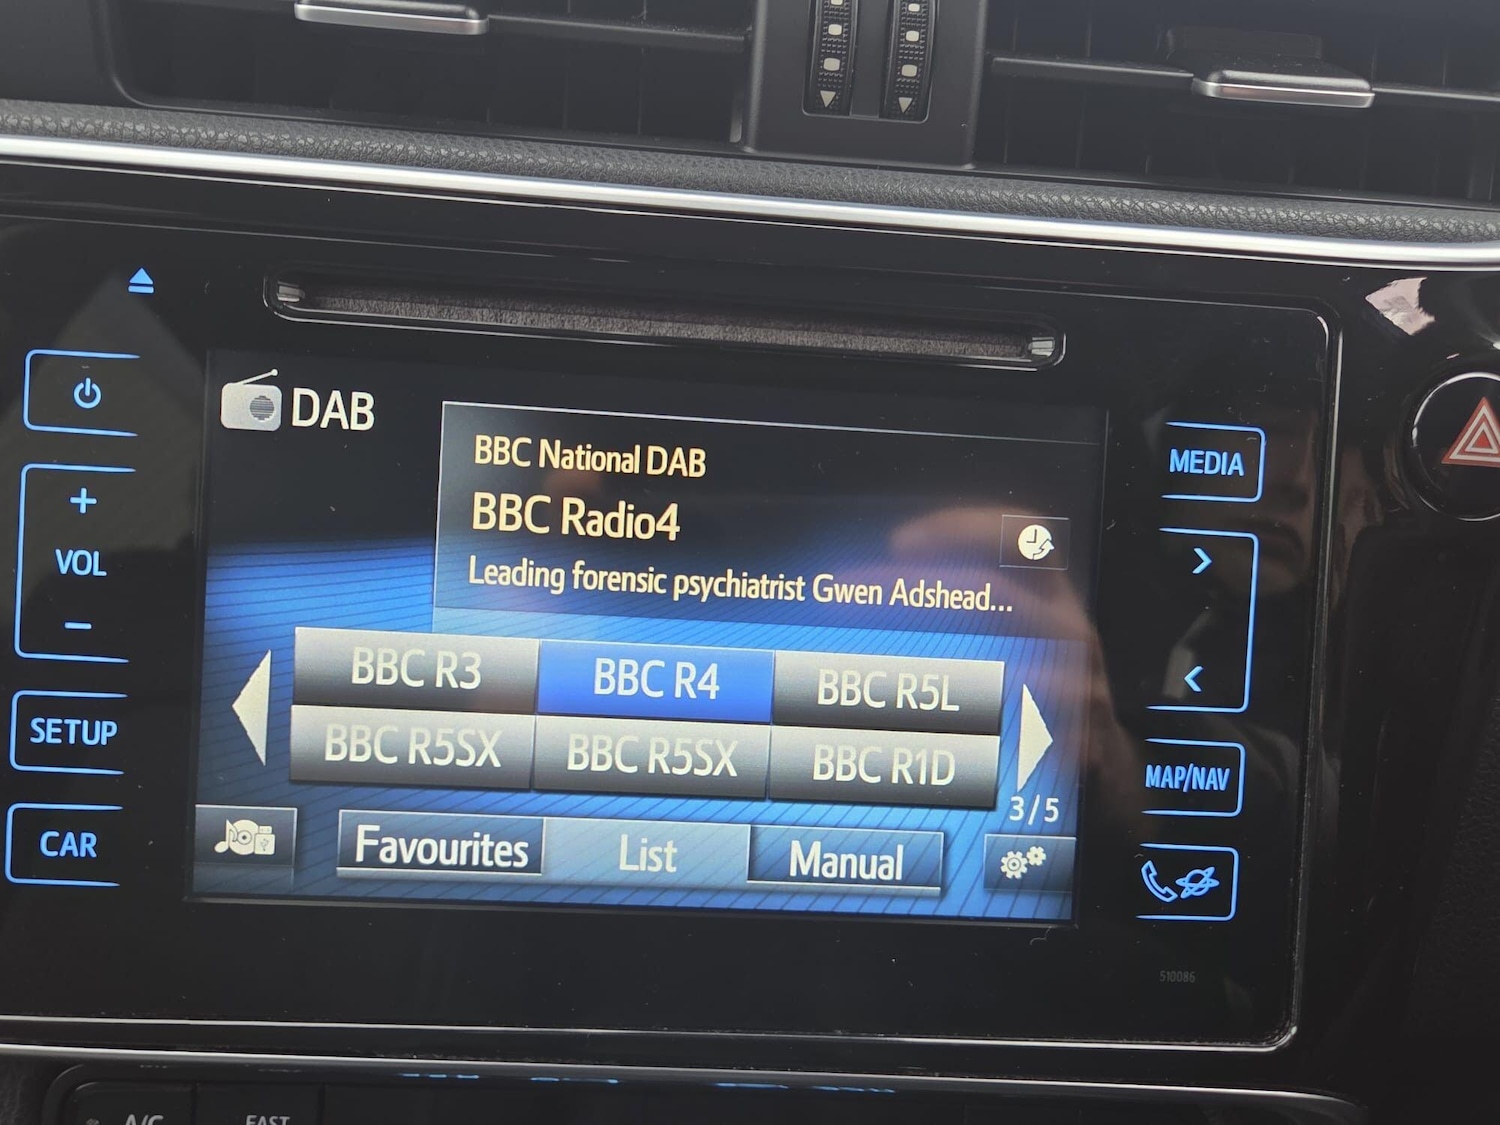 DAB
BBC National DAB
BBC Radio4
Leading forensic psychiatrist Gwen Adshead...
BBC R3 BBC R4 BBC R5L
BBC R5SX BBC R5SX BBC R1D
3/5
Favourites List Manual
VOL
SETUP
CAR
MEDIA
MAP/NAV
510086
A/C
FAST